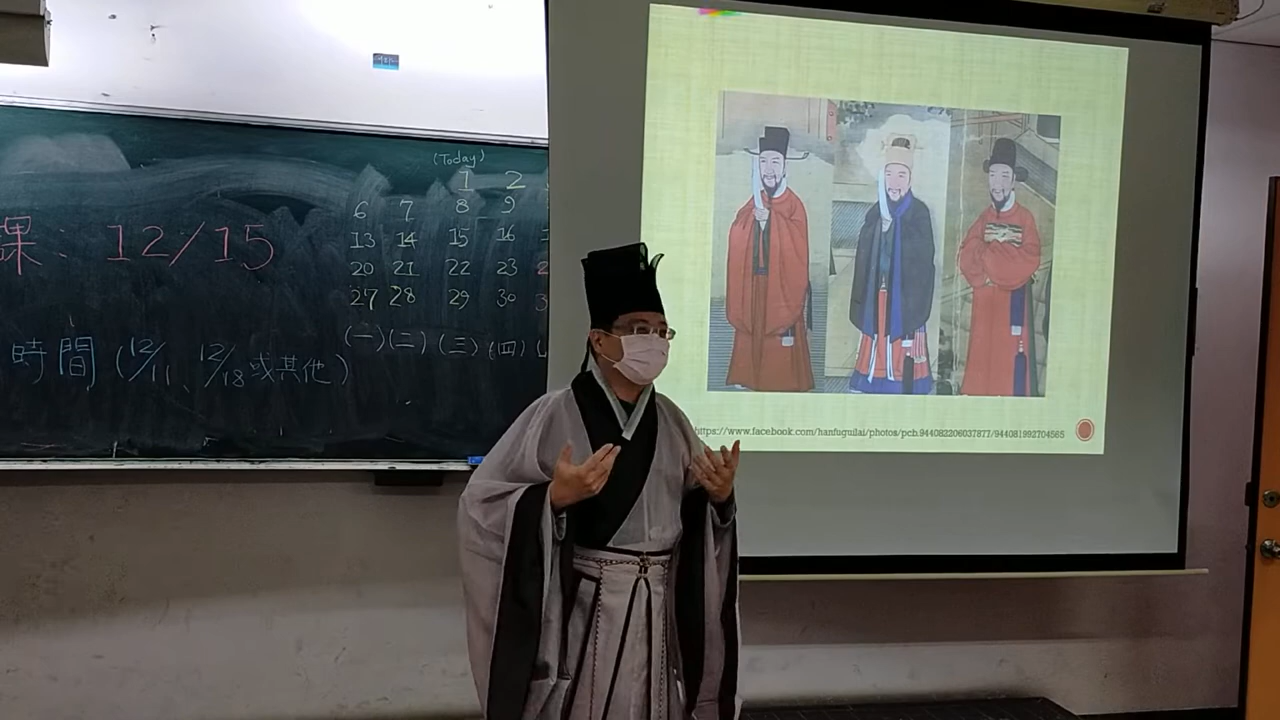 課： 12/15
時間 (12/11、12/18或其他)
(Today)
1 2
6 7 8 9
13 14 15 16
20 21 22 23
27 28 29 30
(一)(二)(三)(四)
https://www.facebook.com/hanfuguilai/photos/pcb.944082206037877/944081992704565